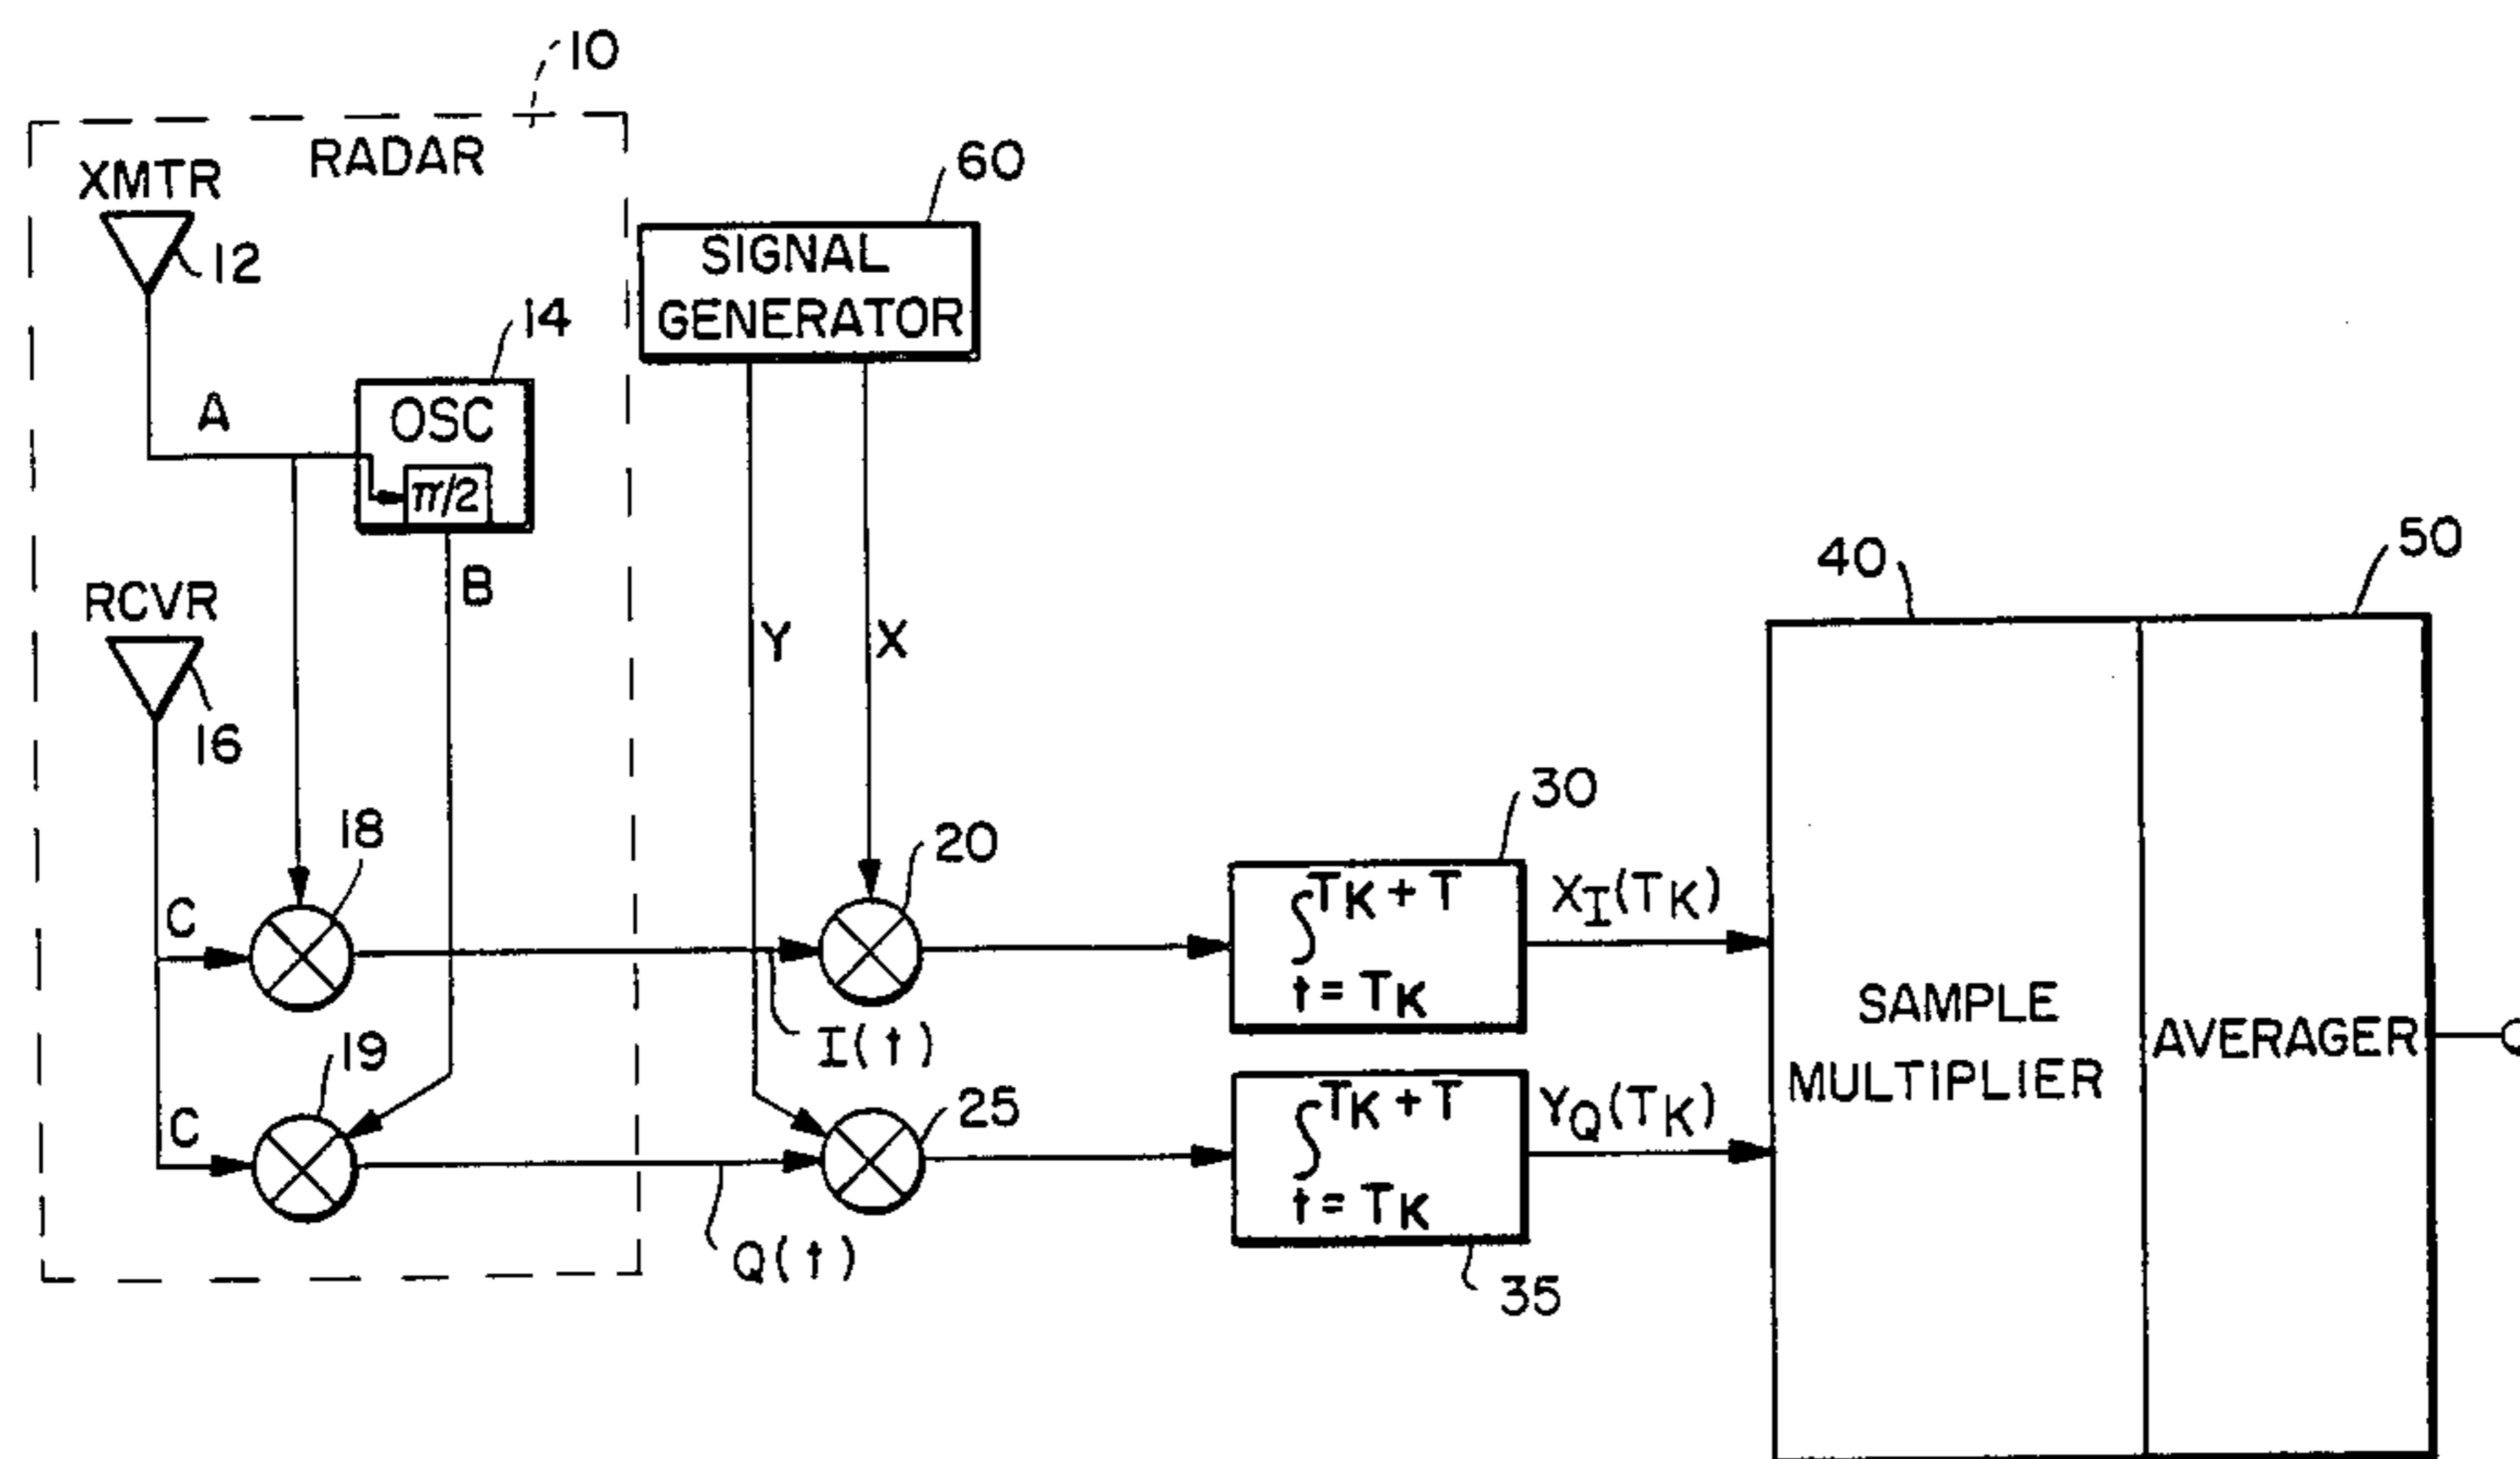 10
RADAR
XMTR
12
60
SIGNAL
GENERATOR
14
OSC
π/2
A
B
RCVR
16
Y
X
40
50
18
20
30
C
I(t)
∫TK + T
t = TK
XI(TK)
SAMPLE
MULTIPLIER
AVERAGER
19
C
25
Q(t)
∫TK + T
t = TK
YQ(TK)
35